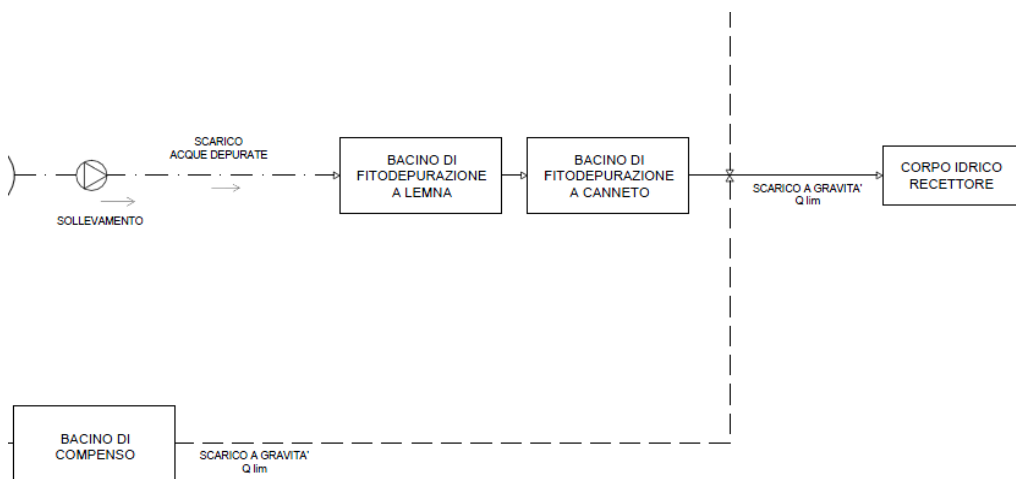 SCARICO
ACQUE DEPURATE
SOLLEVAMENTO
BACINO DI
FITODEPURAZIONE
A LEMNA
BACINO DI
FITODEPURAZIONE
A CANNETO
SCARICO A GRAVITA'
Q lim
CORPO IDRICO
RECETTORE
BACINO DI
COMPENSO
SCARICO A GRAVITA'
Q lim